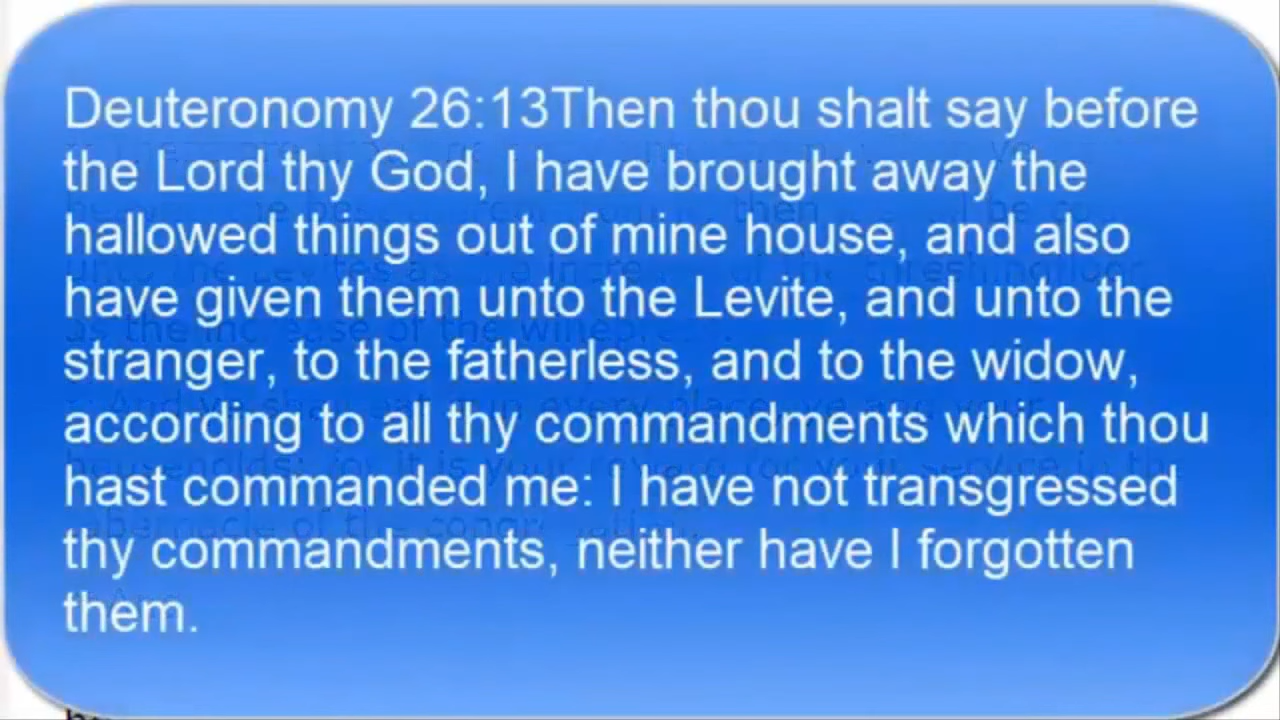 Deuteronomy 26:13Then thou shalt say before
the Lord thy God, I have brought away the
hallowed things out of mine house, and also
have given them unto the Levite, and unto the
stranger, to the fatherless, and to the widow,
according to all thy commandments which thou
hast commanded me: I have not transgressed
thy commandments, neither have I forgotten
them.